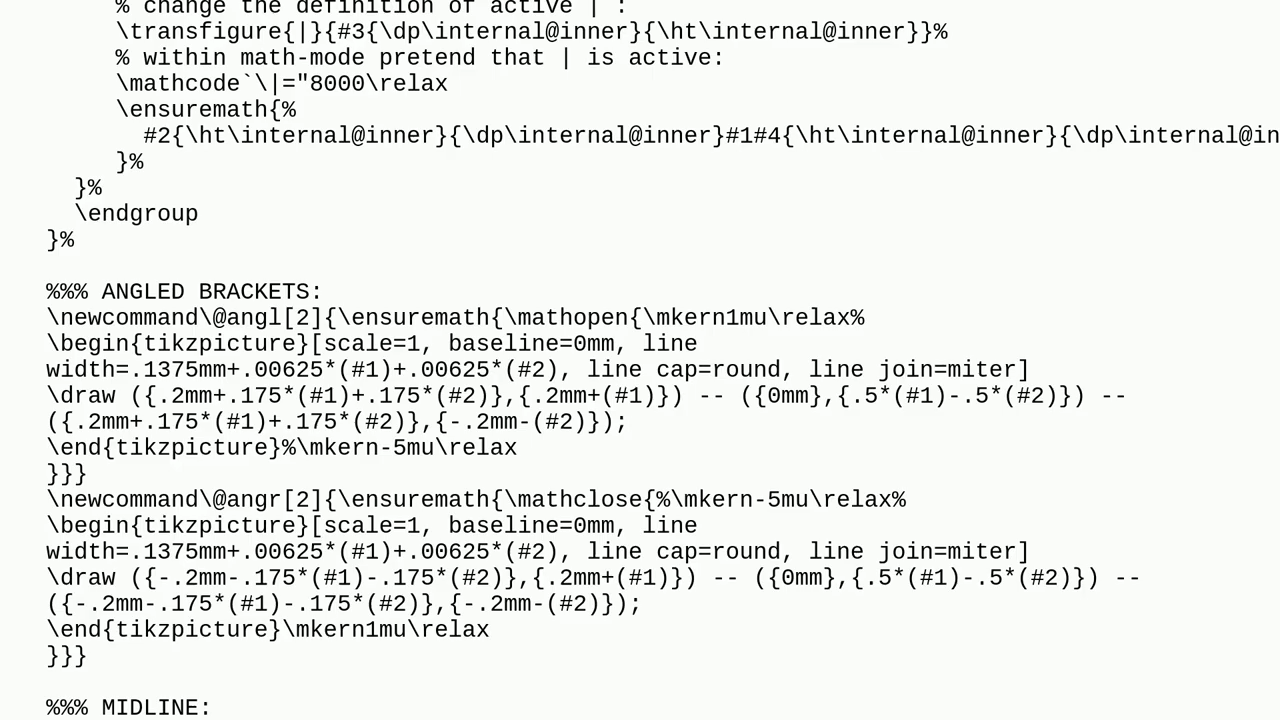 % change the definition of active | :
\transfigure{|}{#3{\dp\internal@inner}{\ht\internal@inner}}%
% within math-mode pretend that | is active:
\mathcode`\|="8000\relax
\ensuremath{%
#2{\ht\internal@inner}{\dp\internal@inner}#1#4{\ht\internal@inner}{\dp\internal@in
}%
}%
\endgroup
}%
%%% ANGLED BRACKETS:
\newcommand\@angl[2]{\ensuremath{\mathopen{\mkern1mu\relax%
\begin{tikzpicture}[scale=1, baseline=0mm, line
width=.1375mm+.00625*(#1)+.00625*(#2), line cap=round, line join=miter]
\draw ({.2mm+.175*(#1)+.175*(#2)},{.2mm+(#1)}) -- ({0mm},{.5*(#1)-.5*(#2)}) --
({.2mm+.175*(#1)+.175*(#2)},{-.2mm-(#2)});
\end{tikzpicture}%\mkern-5mu\relax
}}}
\newcommand\@angr[2]{\ensuremath{\mathclose{%\mkern-5mu\relax%
\begin{tikzpicture}[scale=1, baseline=0mm, line
width=.1375mm+.00625*(#1)+.00625*(#2), line cap=round, line join=miter]
\draw ({-.2mm-.175*(#1)-.175*(#2)},{.2mm+(#1)}) -- ({0mm},{.5*(#1)-.5*(#2)}) --
({-.2mm-.175*(#1)-.175*(#2)},{-.2mm-(#2)});
\end{tikzpicture}\mkern1mu\relax
}}}
%%% MIDLINE: